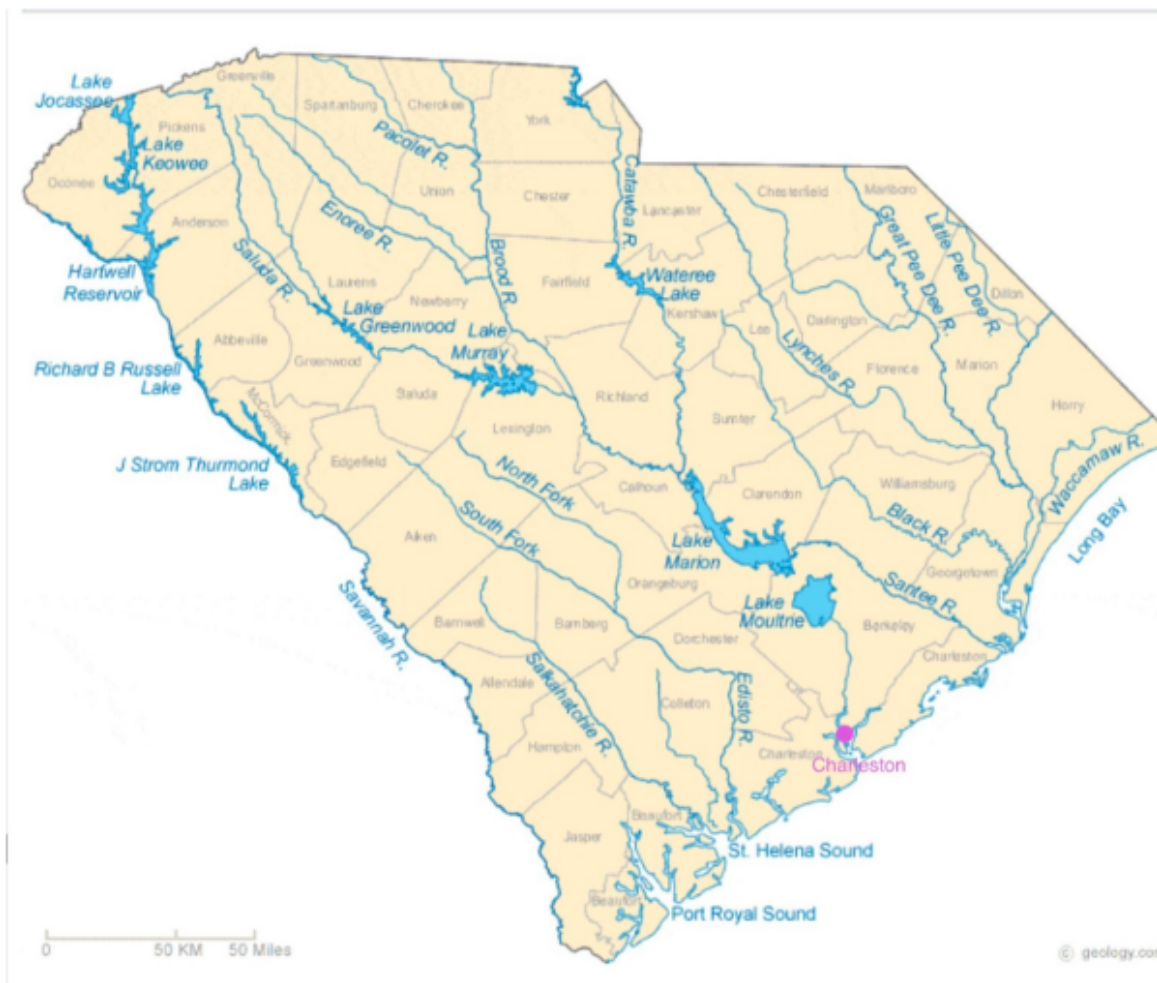 Lake
Jocassee
Greenville
Spartanburg
Cherokee
York
Pickens
Lake
Keowee
Pacolet R.
Oconee
Union
Chester
Catawba R.
Lancaster
Chesterfield
Marlboro
Anderson
Enoree R.
Saluda R.
Brood R
Great Pee Dee R.
Little Pee Dee R.
Hartwell
Reservoir
Laurens
Newberry
Fairfield
Wateree
Lake
Kershaw
Dillon
Lake
Greenwood
Lake
Murray
Lee
Darlington
Lynches R.
Abbeville
Greenwood
Florence
Marion
Richard B Russell
Lake
McCormick
Saluda
Richland
Sumter
Horry
Lexington
Edgefield
J Strom Thurmond
Lake
North Fork
Calhoun
Clarendon
Williamsburg
Waccamaw R.
South Fork
Black R.
Long Bay
Aiken
Lake
Marion
Orangeburg
Georgetown
Santee R.
Savannah R.
Lake
Moultrie
Barnwell
Bamberg
Dorchester
Berkeley
Charleston
Allendale
Salkahatchie R.
Colleton
Edisto R.
Hampton
Charleston
Charleston
Beaufort
Jasper
St. Helena Sound
Beaufort
Port Royal Sound
0 50 KM 50 Miles
© geology.com